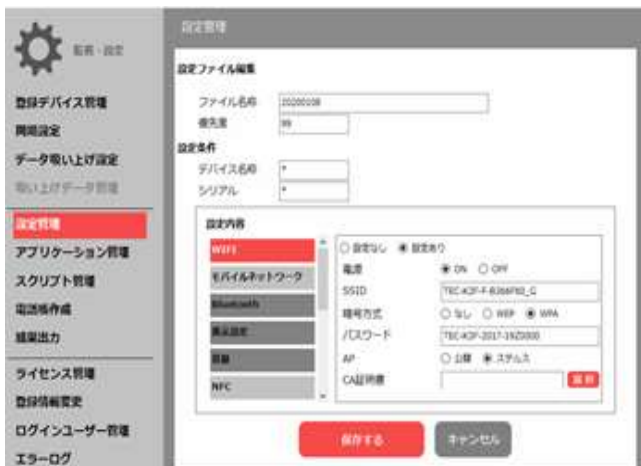 監視・設定
登録デバイス管理
開局設定
データ吸い上げ設定
吸い上げデータ管理
設定管理
アプリケーション管理
スクリプト管理
電話帳作成
結果出力
ライセンス管理
登録情報変更
ログインユーザー管理
エラーログ
設定管理
設定ファイル編集
ファイル名称 20200108
優先度 99
設定条件
デバイス名称 *
シリアル *
設定内容
WIFI
モバイルネットワーク
Bluetooth
表示設定
音量
NFC
設定なし 設定あり
電源 ON OFF
SSID
暗号方式 なし WEP WPA
パスワード
AP 公開 ステルス
CA証明書
保存する キャンセル